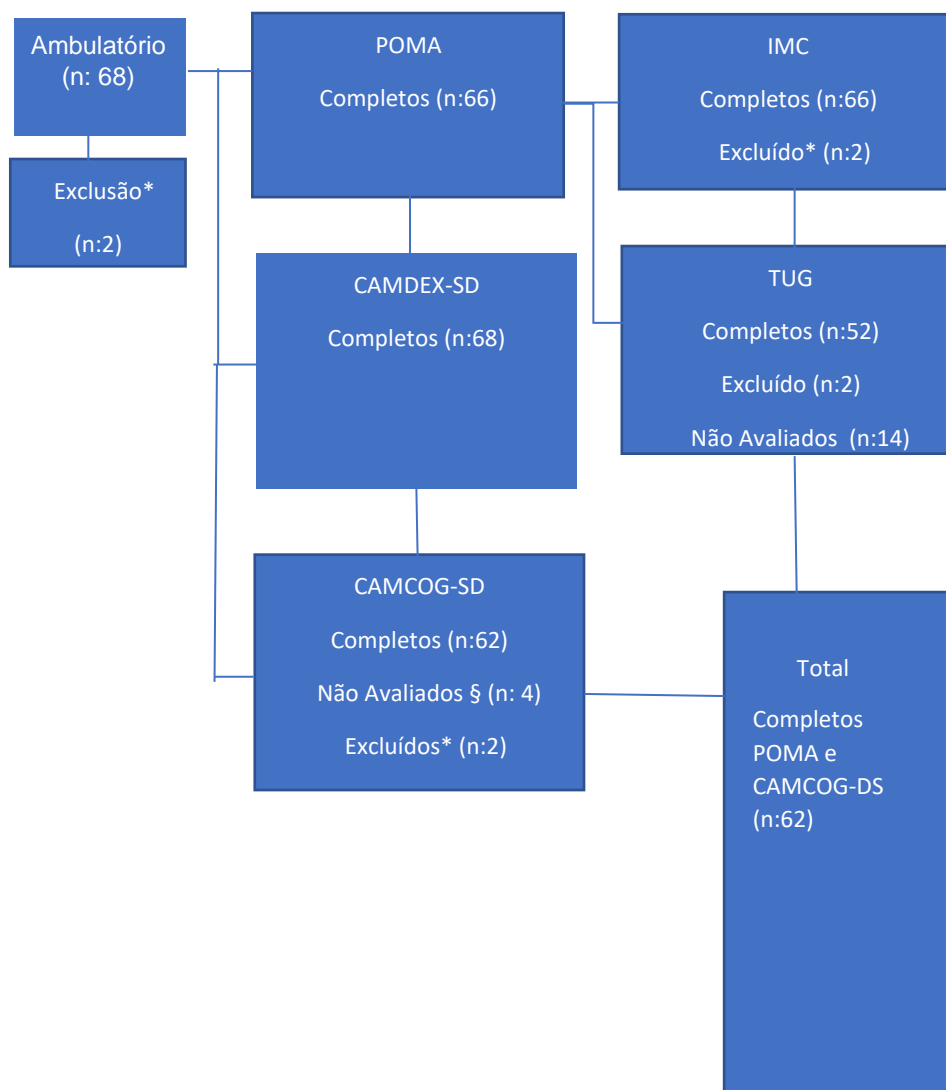 Ambulatório
(n: 68)
Exclusão*
(n:2)
POMA
Completos (n:66)
IMC
Completos (n:66)
Excluído* (n:2)
CAMDEX-SD
Completos (n:68)
TUG
Completos (n:52)
Excluído (n:2)
Não Avaliados (n:14)
CAMCOG-SD
Completos (n:62)
Não Avaliados § (n: 4)
Excluídos* (n:2)
Total
Completos
POMA e
CAMCOG-DS
(n:62)